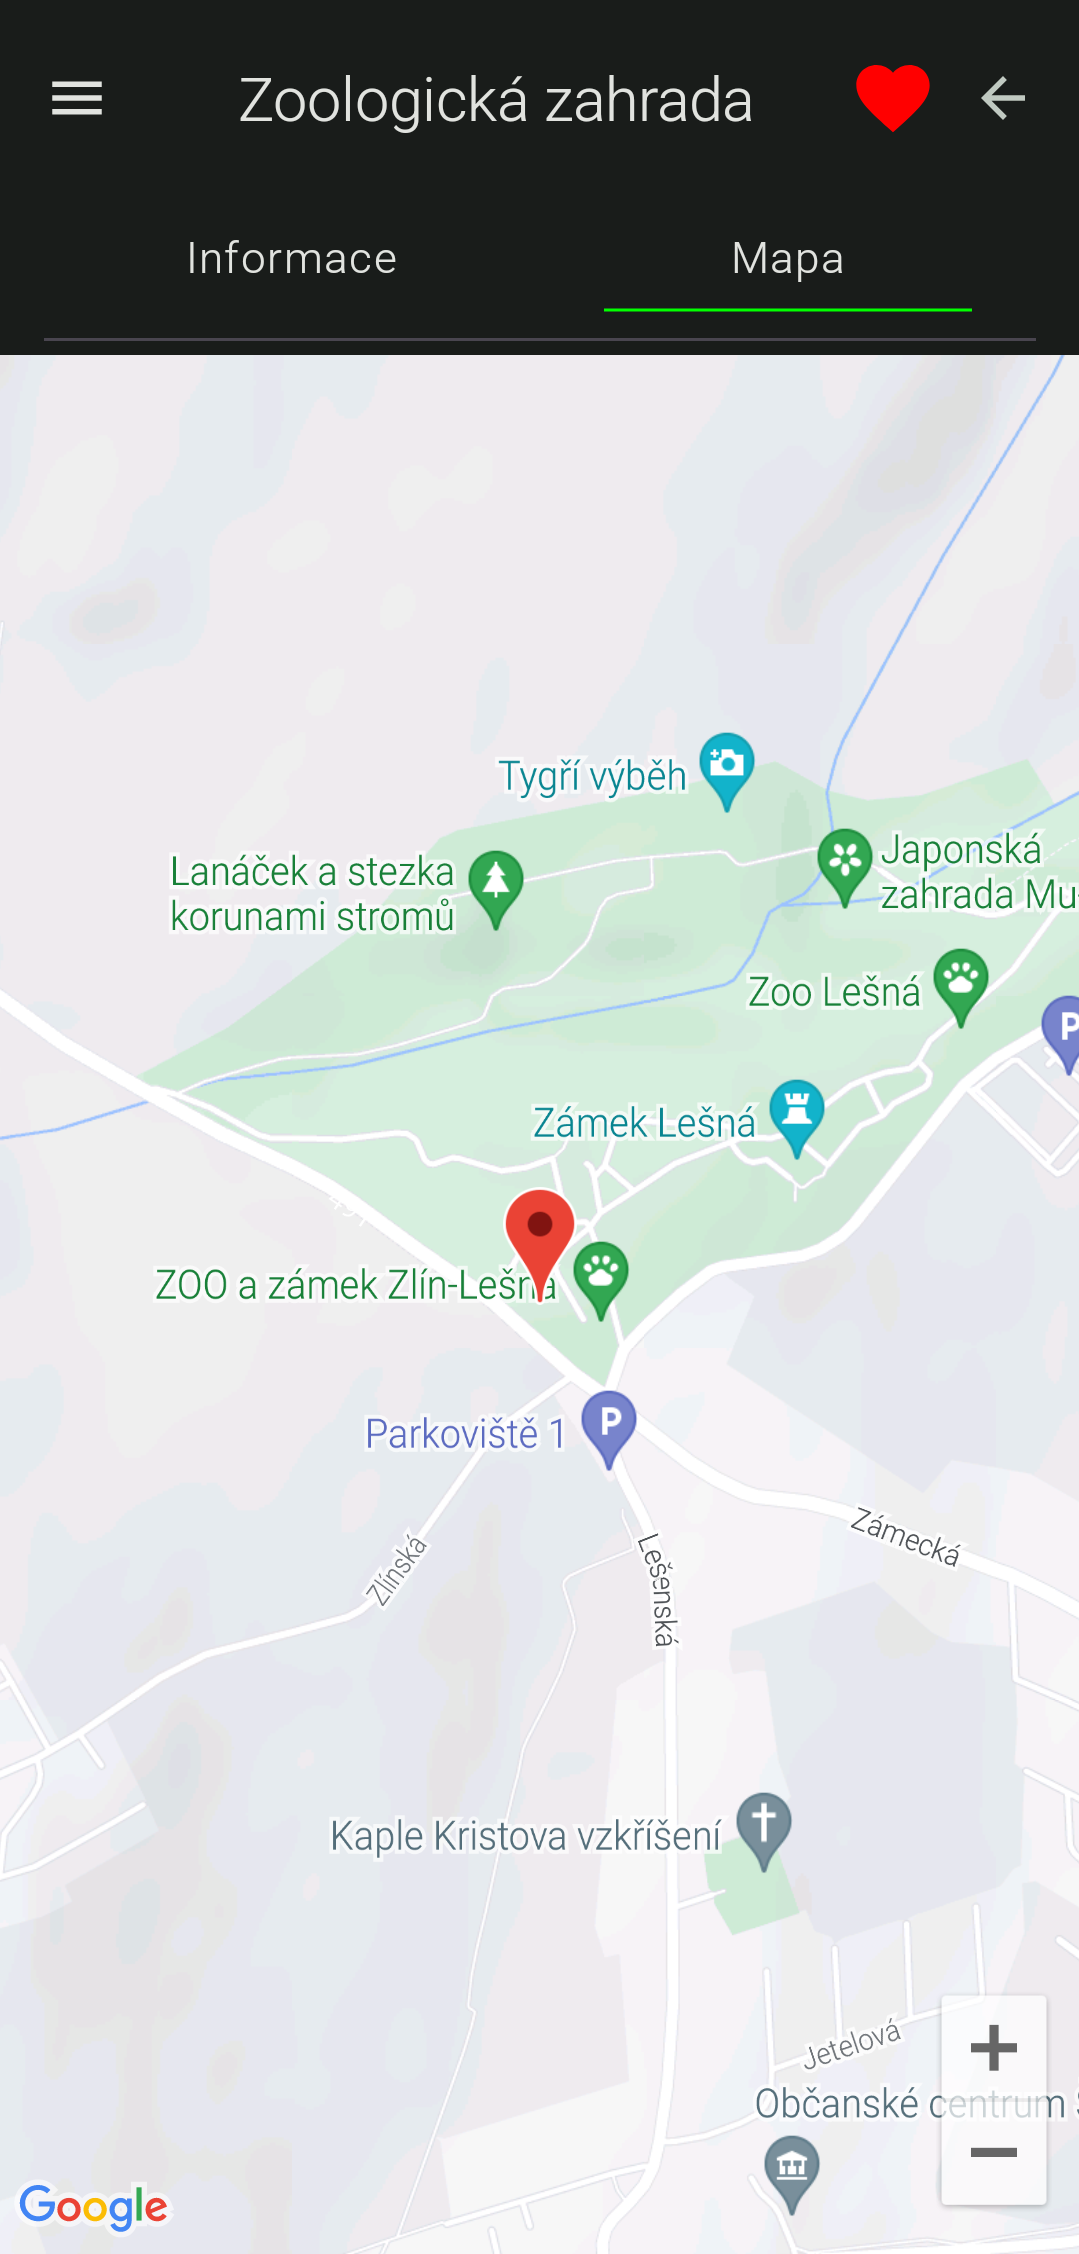 Zoologická zahrada
Informace
Mapa
Tygří výběh
Japonská
zahrada
Lanáček a stezka
korunami stromů
Zoo Lešná
P
Zámek Lešná
ZOO a zámek Zlín-Lešná
Parkoviště 1
P
Zámecká
Zlínská
Lešenská
Kaple Kristova vzkříšení
Jetelová
Občanské centrum
Google